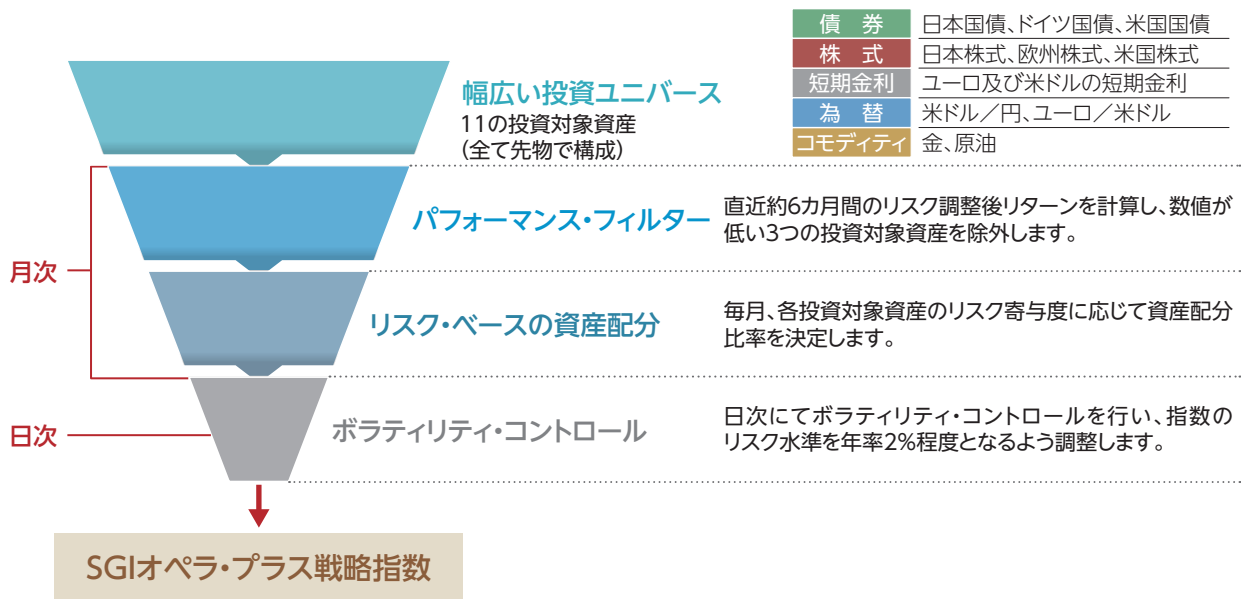 債　券 日本国債、ドイツ国債、米国国債
株　式 日本株式、欧州株式、米国株式
短期金利 ユーロ及び米ドルの短期金利
為　替 米ドル／円、ユーロ／米ドル
コモディティ 金、原油
幅広い投資ユニバース
11の投資対象資産
(全て先物で構成)
月次
パフォーマンス・フィルター
直近約6カ月間のリスク調整後リターンを計算し、数値が
低い3つの投資対象資産を除外します。
リスク・ベースの資産配分
毎月、各投資対象資産のリスク寄与度に応じて資産配分
比率を決定します。
日次
ボラティリティ・コントロール
日次にてボラティリティ・コントロールを行い、指数の
リスク水準を年率2%程度となるよう調整します。
SGIオペラ・プラス戦略指数